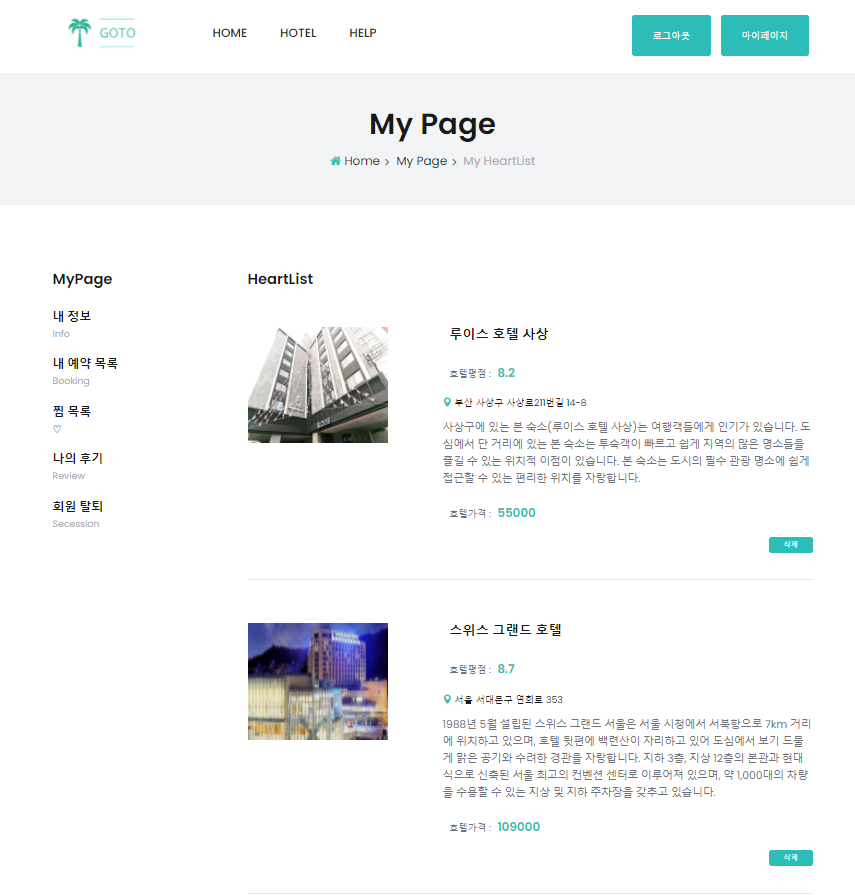 GOTO
HOME
HOTEL
HELP
로그아웃
마이페이지
My Page
Home > My Page > My HeartList
MyPage
내 정보
Info
내 예약 목록
Booking
찜 목록
♡
나의 후기
Review
회원 탈퇴
Secession
HeartList
루이스 호텔 사상
호텔평점 : 8.2
부산 사상구 사상로211번길 14-8
사상구에 있는 본 숙소(루이스 호텔 사상)는 여행객들에게 인기가 있습니다. 도
심에서 단 거리에 있는 본 숙소는 투숙객이 빠르고 쉽게 지역의 많은 명소들을
즐길 수 있는 위치적 이점이 있습니다. 본 숙소는 도시의 필수 관광 명소에 쉽게
접근할 수 있는 편리한 위치를 자랑합니다.
호텔가격 : 55000
삭제
스위스 그랜드 호텔
호텔평점 : 8.7
서울 서대문구 연희로 353
1988년 5월 설립된 스위스 그랜드 서울은 서울 시청에서 서북향으로 7km 거리
에 위치하고 있으며, 호텔 뒷편에 백련산이 자리하고 있어 도심에서 보기 드물
게 맑은 공기와 수려한 경관을 자랑합니다. 지하 3층, 지상 12층의 본관과 현대
식으로 신축된 서울 최고의 컨벤션 센터로 이루어져 있으며, 약 1,000대의 차량
을 수용할 수 있는 지상 및 지하 주차장을 갖추고 있습니다.
호텔가격 : 109000
삭제